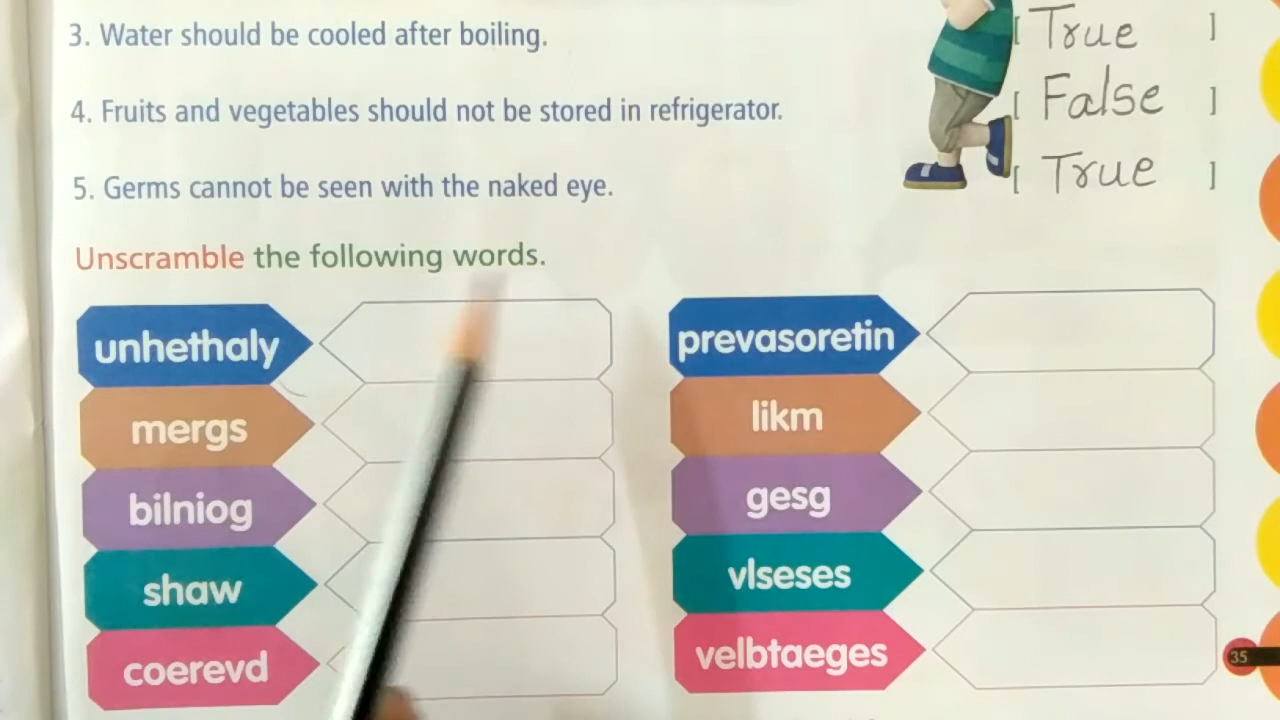 3. Water should be cooled after boiling. [ True ]
4. Fruits and vegetables should not be stored in refrigerator. [ False ]
5. Germs cannot be seen with the naked eye. [ True ]
Unscramble the following words.
unhethaly prevasoretin
mergs likm
bilniog gesg
shaw vlseses
coerevd velbtaeges
35